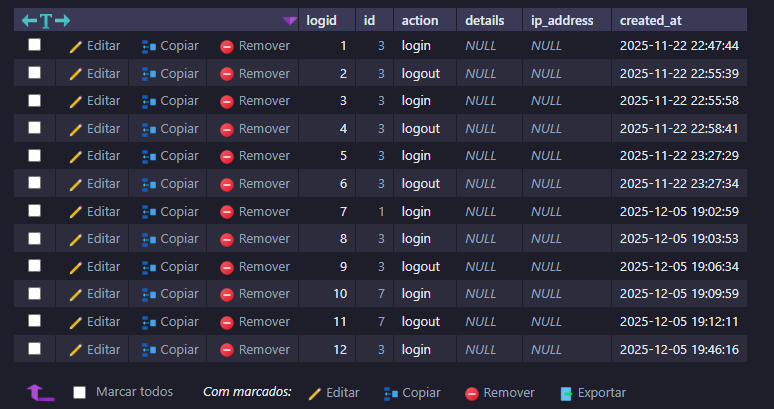 ←T→ logid id action details ip_address created_at
Editar Copiar Remover 1 3 login NULL NULL 2025-11-22 22:47:44
Editar Copiar Remover 2 3 logout NULL NULL 2025-11-22 22:55:39
Editar Copiar Remover 3 3 login NULL NULL 2025-11-22 22:55:58
Editar Copiar Remover 4 3 logout NULL NULL 2025-11-22 22:58:41
Editar Copiar Remover 5 3 login NULL NULL 2025-11-22 23:27:29
Editar Copiar Remover 6 3 logout NULL NULL 2025-11-22 23:27:34
Editar Copiar Remover 7 1 login NULL NULL 2025-12-05 19:02:59
Editar Copiar Remover 8 3 login NULL NULL 2025-12-05 19:03:53
Editar Copiar Remover 9 3 logout NULL NULL 2025-12-05 19:06:34
Editar Copiar Remover 10 7 login NULL NULL 2025-12-05 19:09:59
Editar Copiar Remover 11 7 logout NULL NULL 2025-12-05 19:12:11
Editar Copiar Remover 12 3 login NULL NULL 2025-12-05 19:46:16
Marcar todos Com marcados: Editar Copiar Remover Exportar